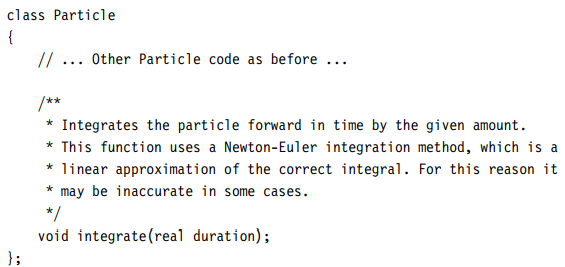 class Particle
{
    // ... Other Particle code as before ...

    /**
     * Integrates the particle forward in time by the given amount.
     * This function uses a Newton-Euler integration method, which is a
     * linear approximation of the correct integral. For this reason it
     * may be inaccurate in some cases.
     */
    void integrate(real duration);
};